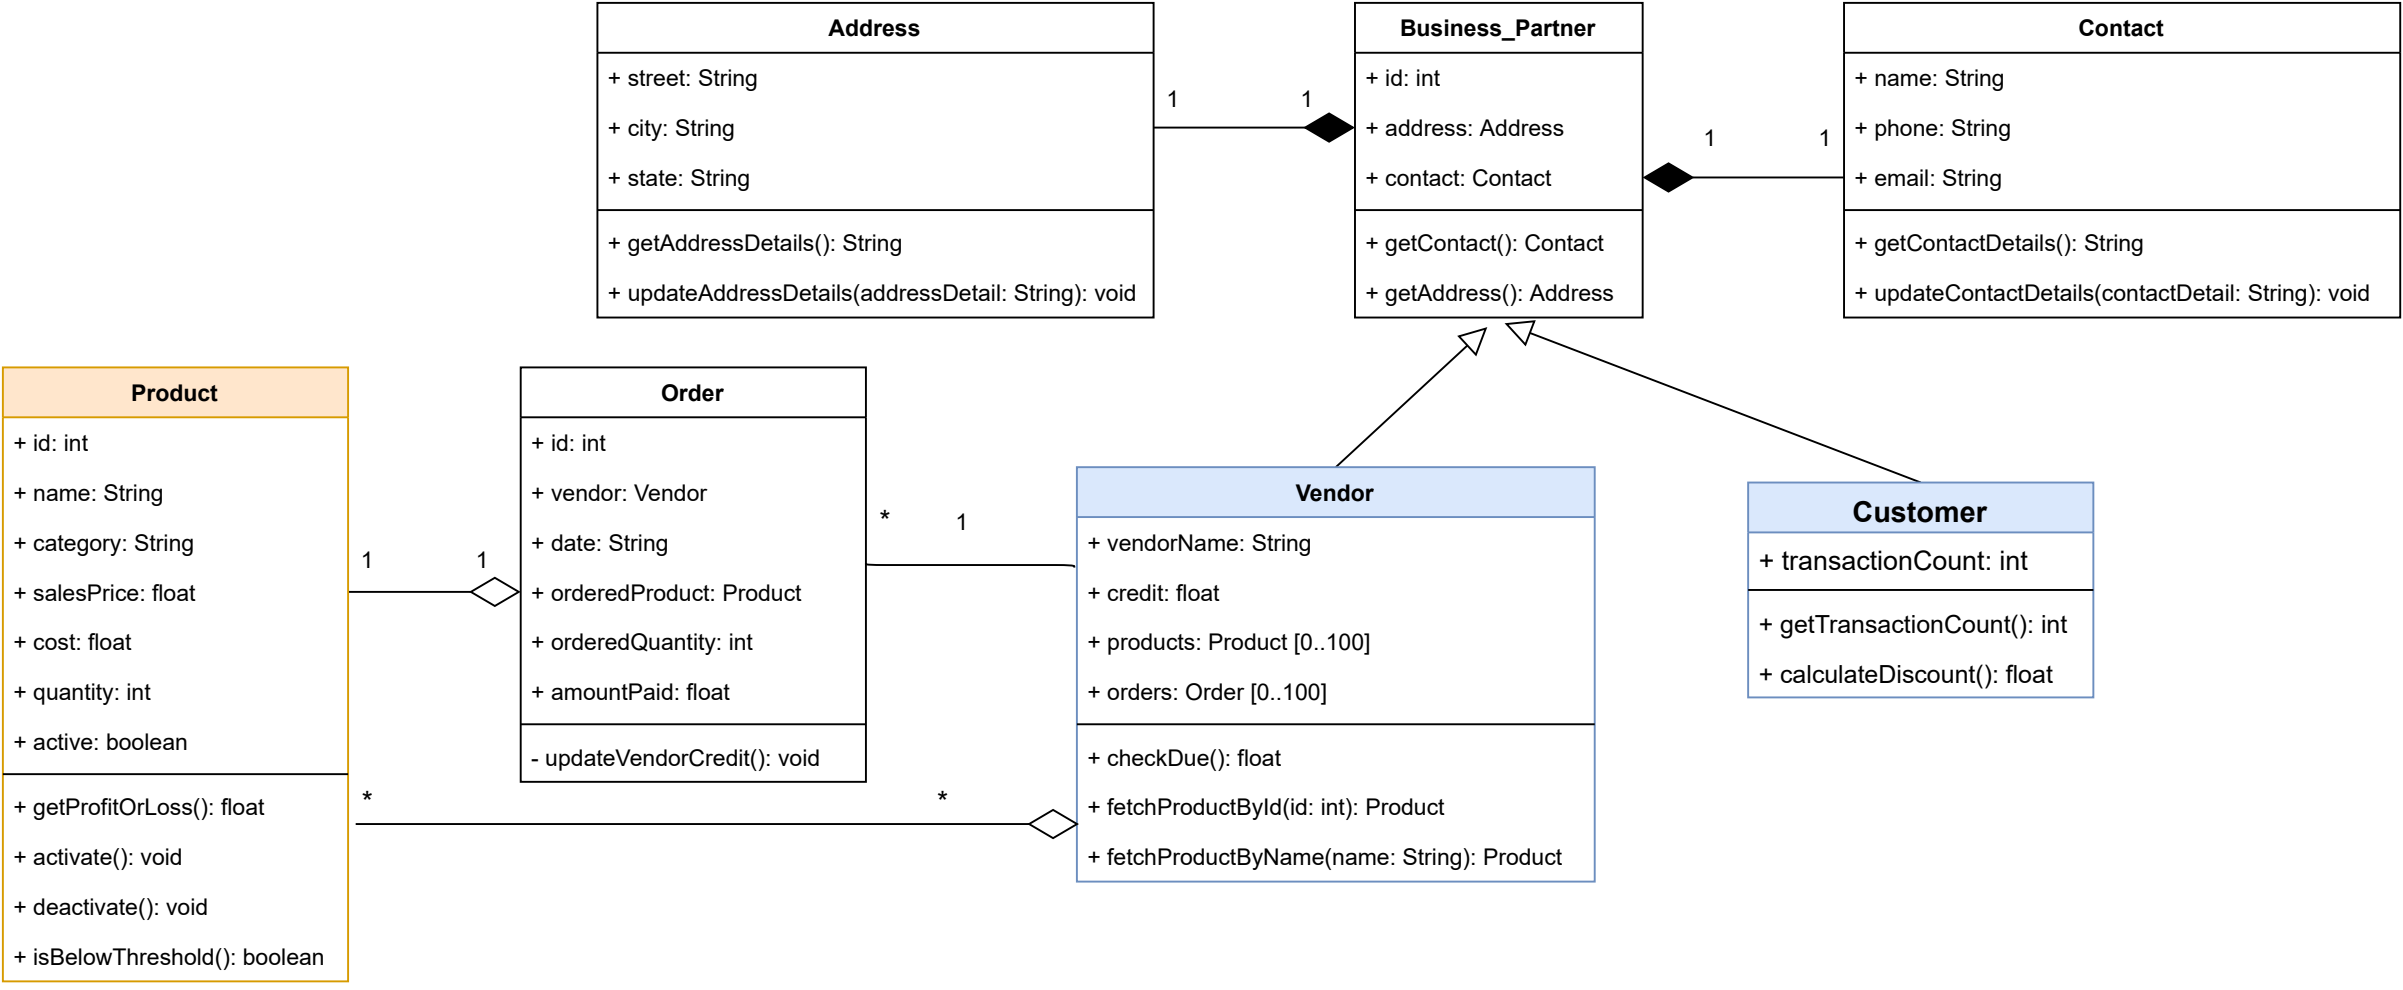 Address
+ street: String
+ city: String
+ state: String
+ getAddressDetails(): String
+ updateAddressDetails(addressDetail: String): void
1
1
Business_Partner
+ id: int
+ address: Address
+ contact: Contact
+ getContact(): Contact
+ getAddress(): Address
1
1
Contact
+ name: String
+ phone: String
+ email: String
+ getContactDetails(): String
+ updateContactDetails(contactDetail: String): void
Product
+ id: int
+ name: String
+ category: String
+ salesPrice: float
+ cost: float
+ quantity: int
+ active: boolean
+ getProfitOrLoss(): float
+ activate(): void
+ deactivate(): void
+ isBelowThreshold(): boolean
1
1
Order
+ id: int
+ vendor: Vendor
+ date: String
+ orderedProduct: Product
+ orderedQuantity: int
+ amountPaid: float
- updateVendorCredit(): void
*
1
*
*
Vendor
+ vendorName: String
+ credit: float
+ products: Product [0..100]
+ orders: Order [0..100]
+ checkDue(): float
+ fetchProductById(id: int): Product
+ fetchProductByName(name: String): Product
Customer
+ transactionCount: int
+ getTransactionCount(): int
+ calculateDiscount(): float